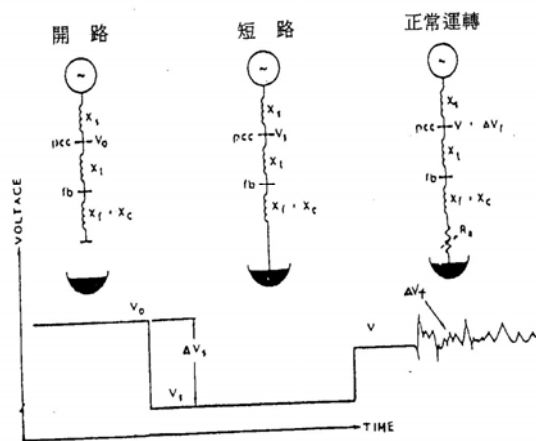 開 路
短 路
正常運轉
~
~
~
Xs
Xs
Xs
pcc V0
pcc Vs
pcc V + ΔVf
Xt
Xt
Xt
fb
fb
fb
Xf + Xc
Xf + Xc
Xf + Xc
Ra
VOLTAGE
V0
ΔVs
Vs
V
ΔVf
TIME